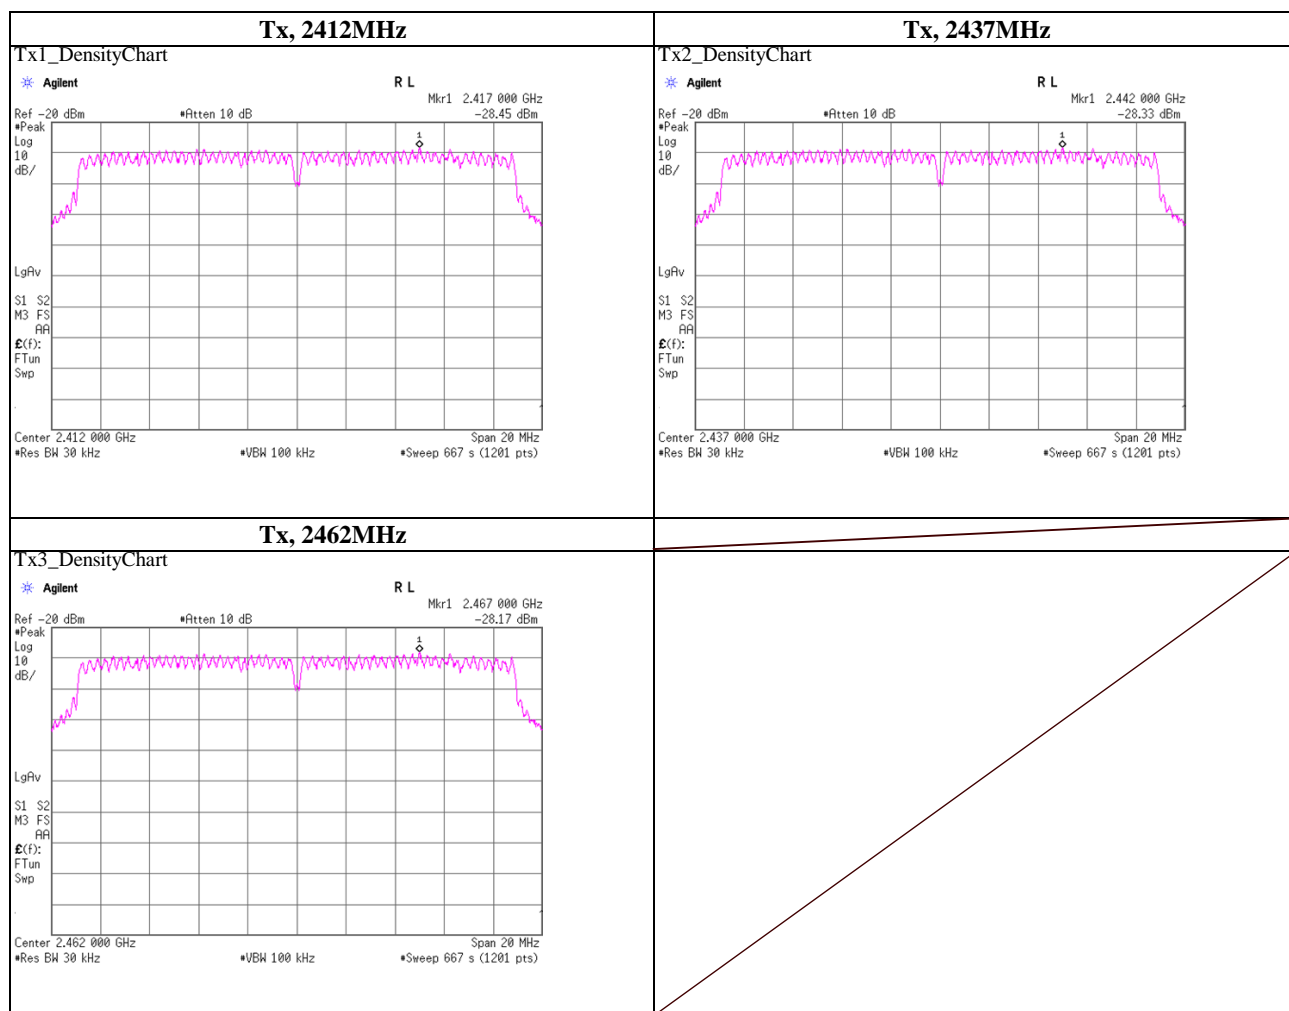 Tx, 2412MHz
Tx, 2437MHz
Tx1_DensityChart
Agilent
R L
Mkr1 2.417 000 GHz
Ref -20 dBm
*Atten 10 dB
-28.45 dBm
*Peak
Log
10
dB/
1
LgAv
S1 S2
M3 FS
AA
£(f):
FTun
Swp
Center 2.412 000 GHz
Span 20 MHz
*Res BW 30 kHz
*VBW 100 kHz
*Sweep 667 s (1201 pts)
Tx2_DensityChart
Agilent
R L
Mkr1 2.442 000 GHz
Ref -20 dBm
*Atten 10 dB
-28.33 dBm
*Peak
Log
10
dB/
1
LgAv
S1 S2
M3 FS
AA
£(f):
FTun
Swp
Center 2.437 000 GHz
Span 20 MHz
*Res BW 30 kHz
*VBW 100 kHz
*Sweep 667 s (1201 pts)
Tx, 2462MHz
Tx3_DensityChart
Agilent
R L
Mkr1 2.467 000 GHz
Ref -20 dBm
*Atten 10 dB
-28.17 dBm
*Peak
Log
10
dB/
1
LgAv
S1 S2
M3 FS
AA
£(f):
FTun
Swp
Center 2.462 000 GHz
Span 20 MHz
*Res BW 30 kHz
*VBW 100 kHz
*Sweep 667 s (1201 pts)